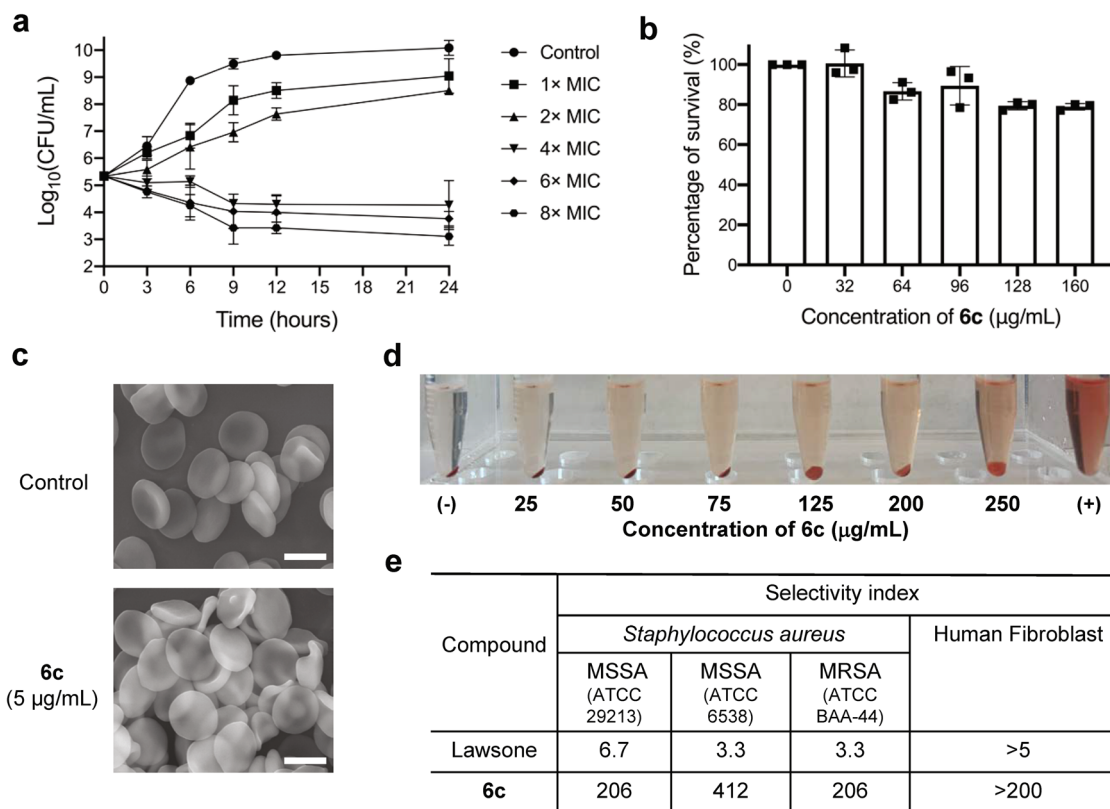 a
Log10(CFU/mL)
10
9
8
7
6
5
4
3
2
0 3 6 9 12 15 18 21 24
Time (hours)
Control
1× MIC
2× MIC
4× MIC
6× MIC
8× MIC
b
Percentage of survival (%)
100
80
60
40
20
0
0 32 64 96 128 160
Concentration of 6c (μg/mL)
c
Control
6c
(5 μg/mL)
d
(-) 25 50 75 125 200 250 (+)
Concentration of 6c (μg/mL)
e
Compound
Selectivity index
Staphylococcus aureus
Human Fibroblast
MSSA
(ATCC
29213)
MSSA
(ATCC
6538)
MRSA
(ATCC
BAA-44)
Lawsone 6.7 3.3 3.3 >5
6c 206 412 206 >200